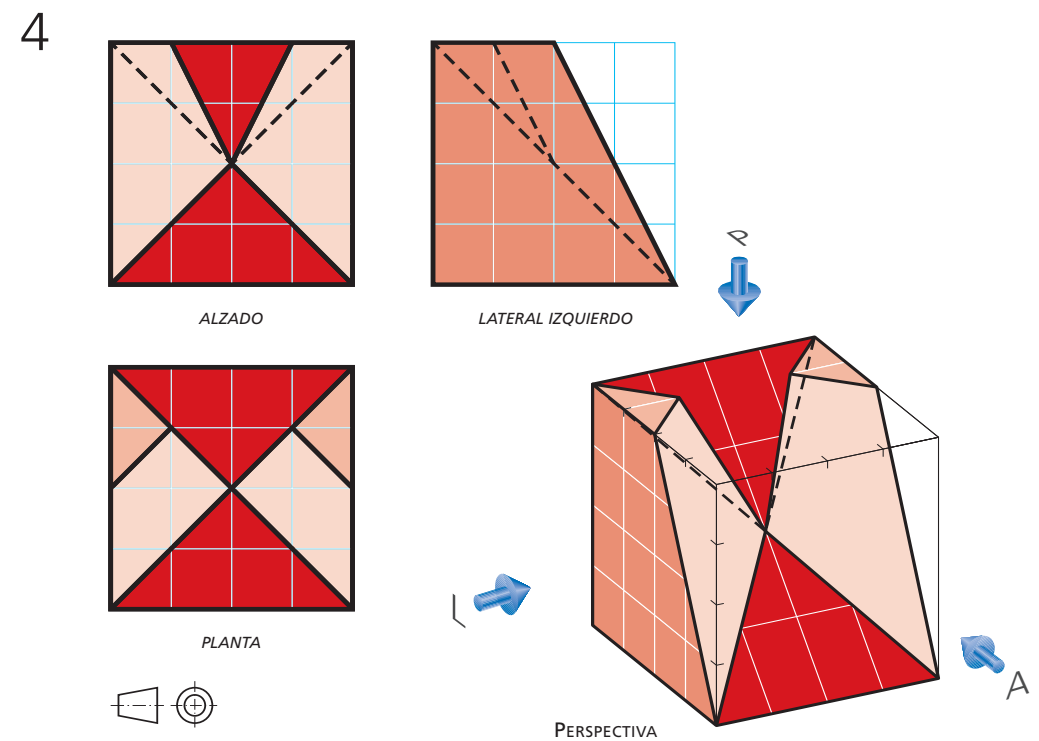 4
ALZADO
LATERAL IZQUIERDO
P
PLANTA
L
A
PERSPECTIVA